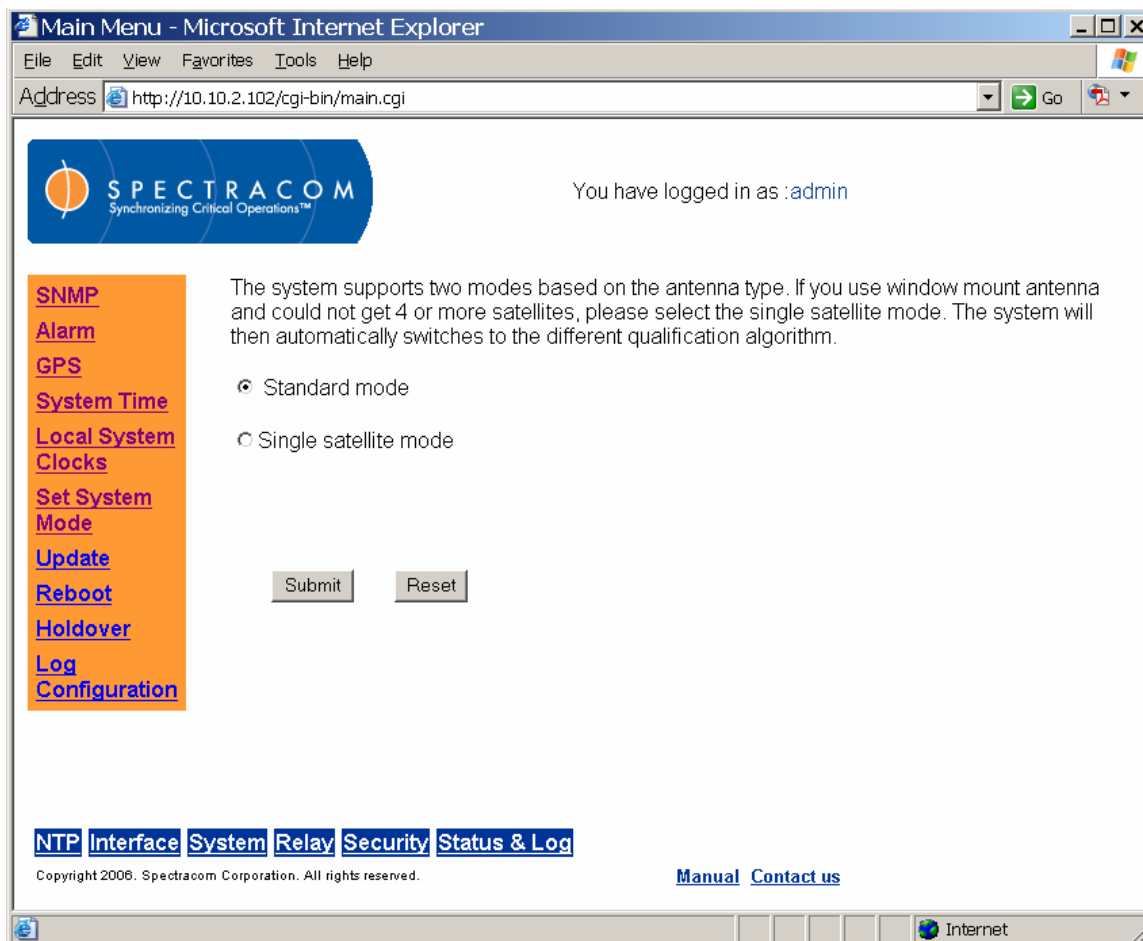 Main Menu - Microsoft Internet Explorer
File Edit View Favorites Tools Help
Address http://10.10.2.102/cgi-bin/main.cgi Go
SPECTRACOM
Synchronizing Critical Operations™
You have logged in as :admin
SNMP
Alarm
GPS
System Time
Local System
Clocks
Set System
Mode
Update
Reboot
Holdover
Log
Configuration
The system supports two modes based on the antenna type. If you use window mount antenna
and could not get 4 or more satellites, please select the single satellite mode. The system will
then automatically switches to the different qualification algorithm.
Standard mode
Single satellite mode
Submit Reset
NTP Interface System Relay Security Status & Log
Copyright 2006. Spectracom Corporation. All rights reserved.
Manual Contact us
Internet